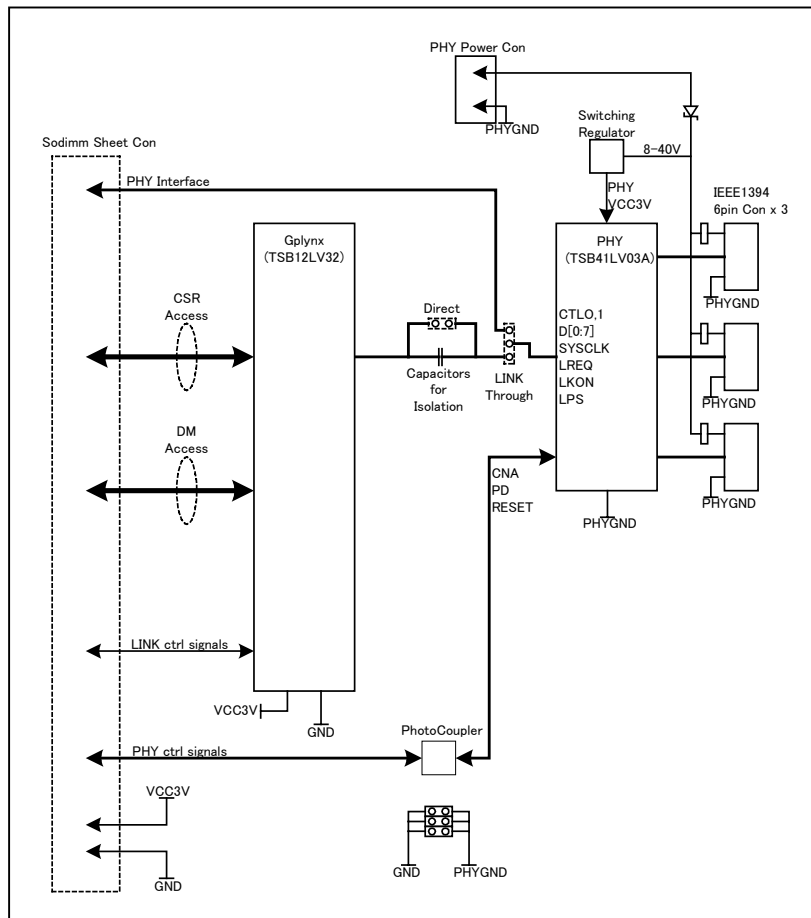 PHY Power Con
PHYGND
Switching
Regulator
8-40V
Sodimm Sheet Con
PHY Interface
PHY
VCC3V
IEEE1394
6pin Con x 3
Gplynx
(TSB12LV32)
PHY
(TSB41LV03A)
PHYGND
CSR
Access
Direct
CTLO,1
D[0:7]
SYSCLK
LREQ
LKON
LPS
Capacitors
for
Isolation
LINK
Through
PHYGND
DM
Access
CNA
PD
RESET
PHYGND
PHYGND
LINK ctrl signals
VCC3V
GND
PhotoCoupler
PHY ctrl signals
VCC3V
GND
GND
PHYGND